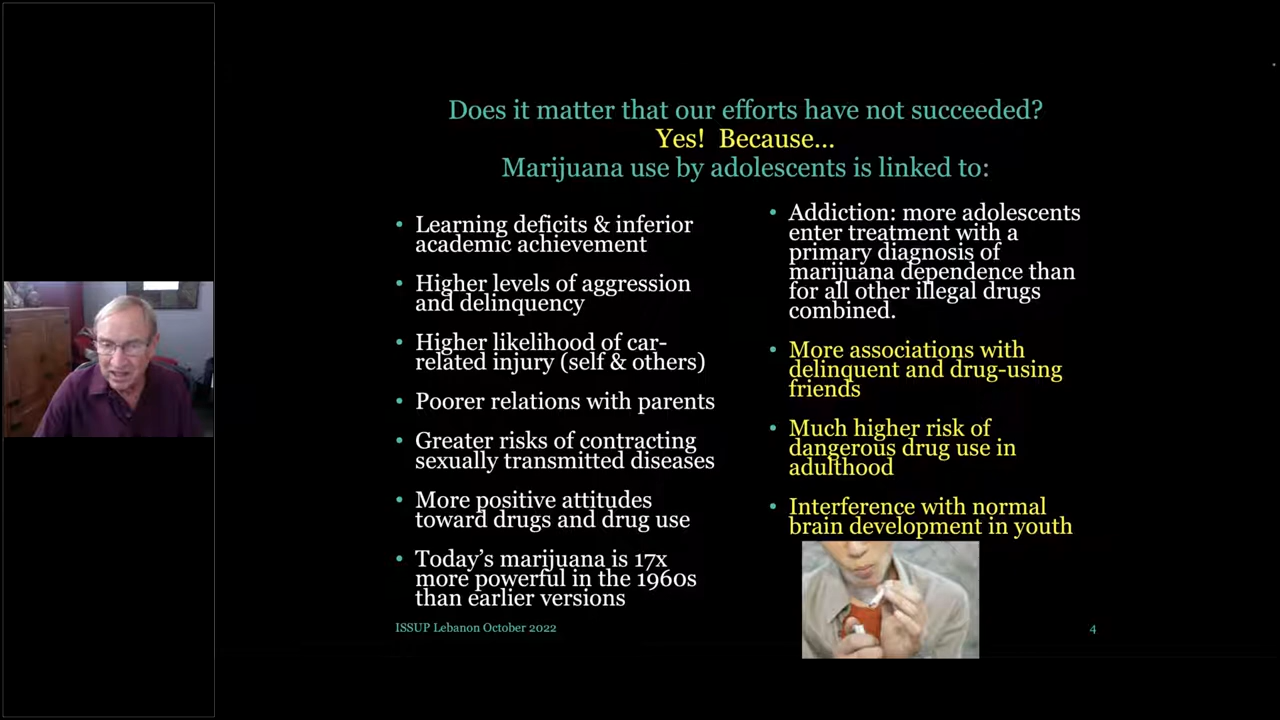 Does it matter that our efforts have not succeeded?
Yes! Because...
Marijuana use by adolescents is linked to:
• Learning deficits & inferior
academic achievement
• Higher levels of aggression
and delinquency
• Higher likelihood of car-
related injury (self & others)
• Poorer relations with parents
• Greater risks of contracting
sexually transmitted diseases
• More positive attitudes
toward drugs and drug use
• Today's marijuana is 17x
more powerful in the 1960s
than earlier versions
• Addiction: more adolescents
enter treatment with a
primary diagnosis of
marijuana dependence than
for all other illegal drugs
combined.
• More associations with
delinquent and drug-using
friends
• Much higher risk of
dangerous drug use in
adulthood
• Interference with normal
brain development in youth
ISSUP Lebanon October 2022
4